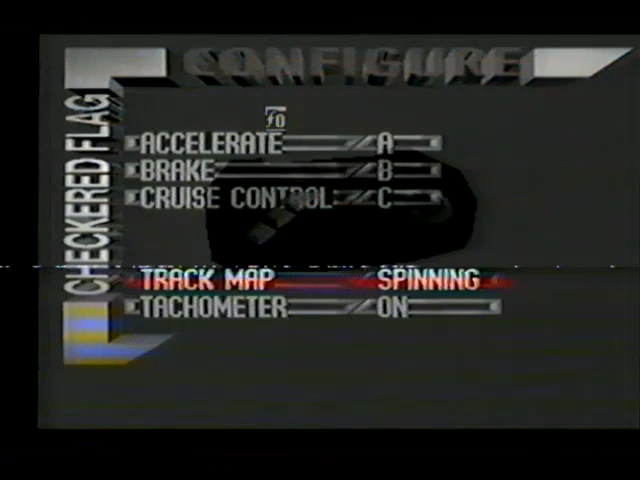 CONFIGURE
CHECKERED FLAG
ACCELERATE A
BRAKE B
CRUISE CONTROL C
TRACK MAP SPINNING
TACHOMETER ON